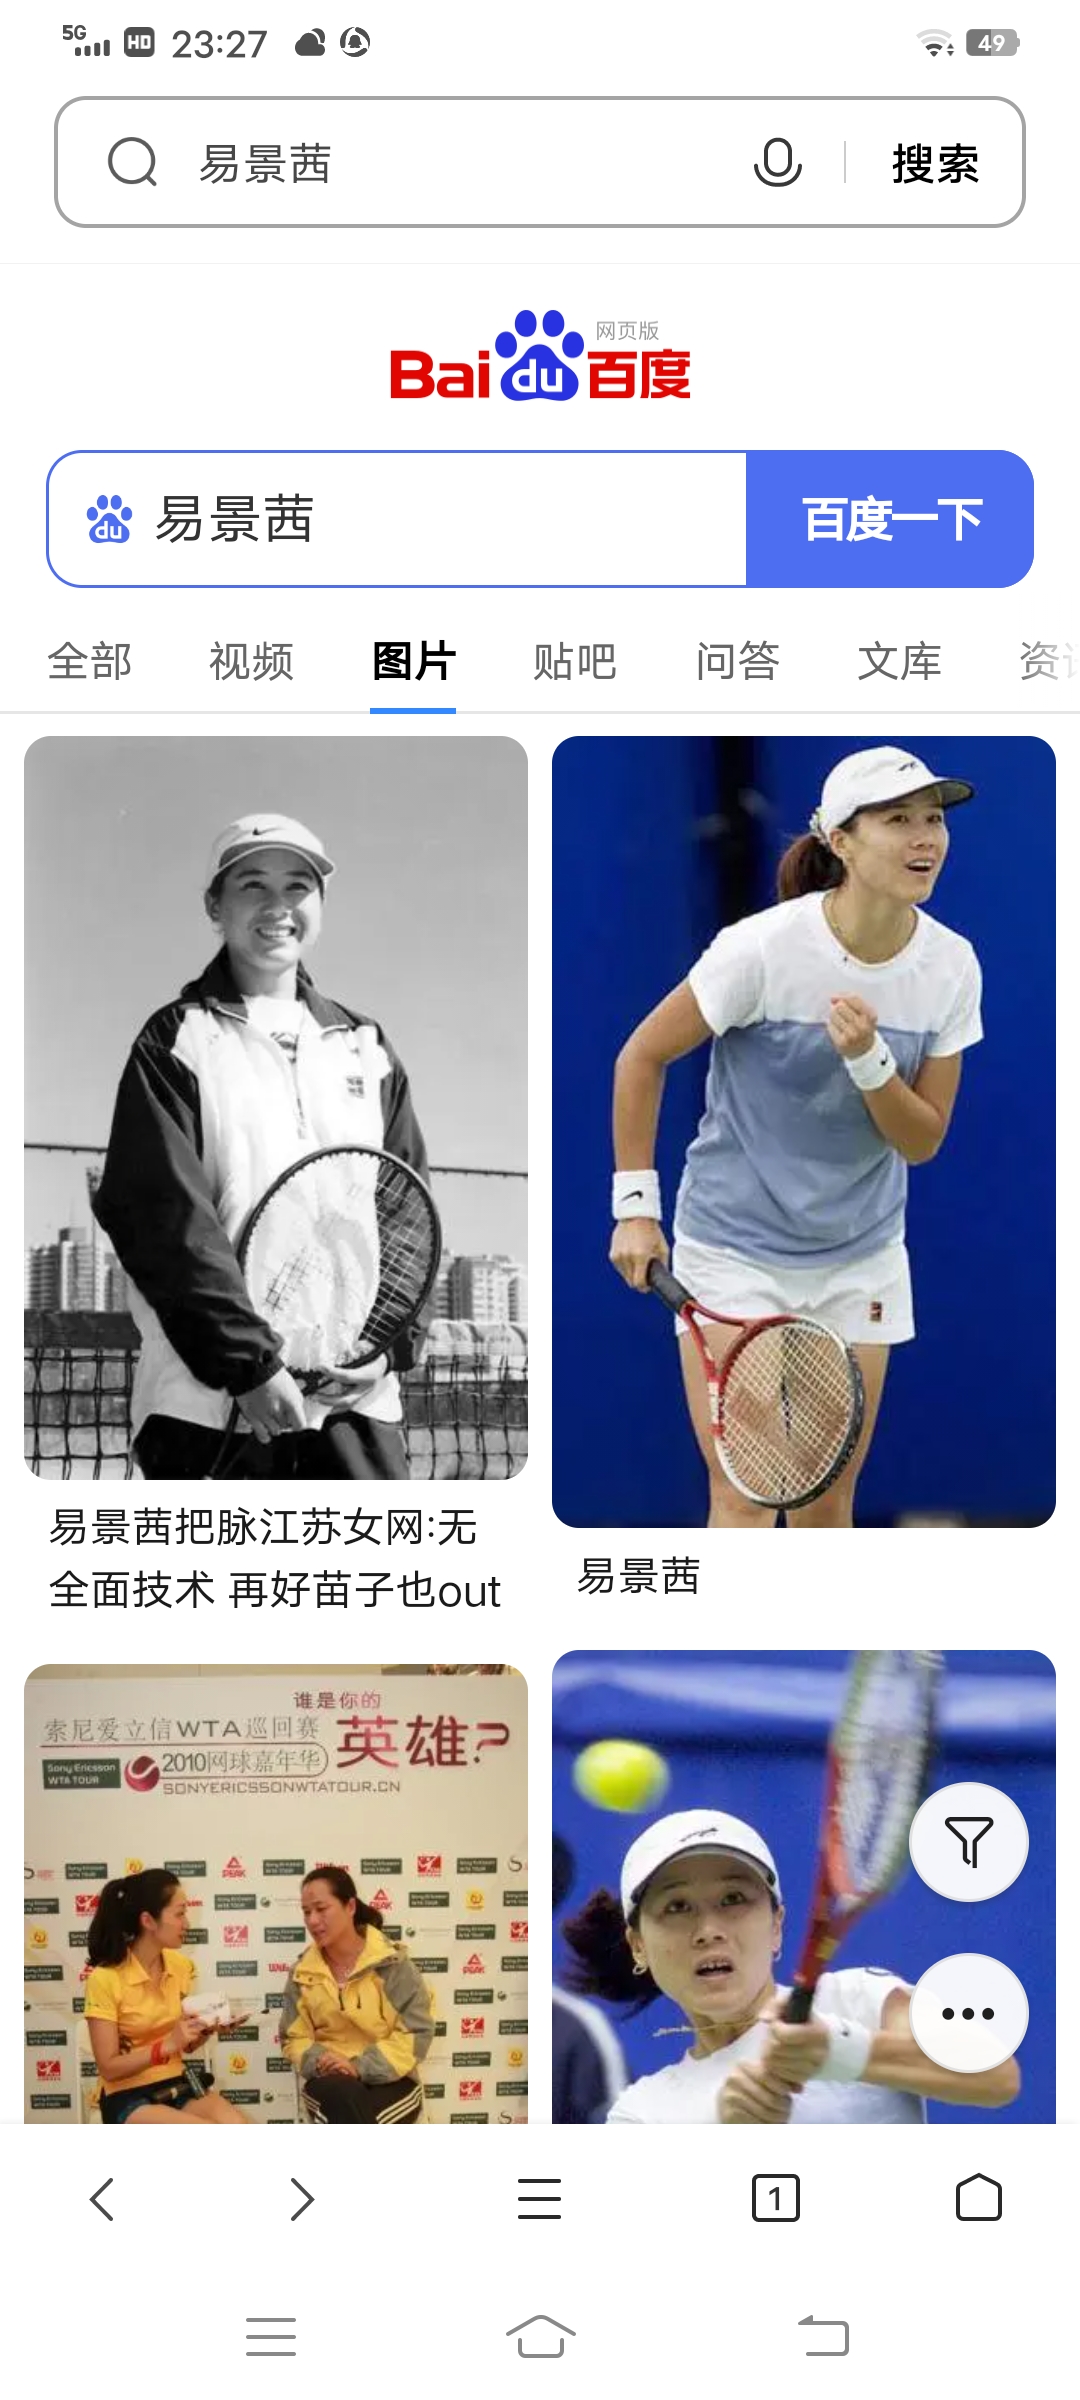 5G HD 23:27 49
易景茜 搜索
Bai du 百度 网页版
du 易景茜 百度一下
全部 视频 图片 贴吧 问答 文库 资讯
易景茜把脉江苏女网:无
全面技术 再好苗子也out
易景茜
谁是你的
索尼爱立信WTA巡回赛
英雄?
Sony Ericsson
WTA TOUR
2010网球嘉年华
SONYERICSSONWTATOUR.CN
PEAK
1